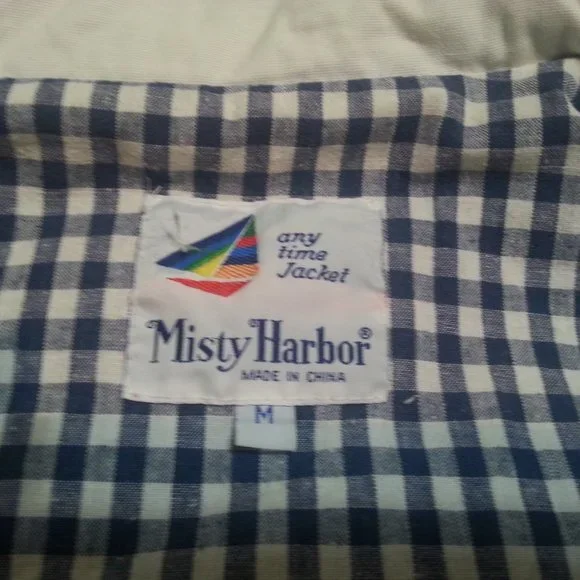 any
time
Jacket
Misty Harbor®
MADE IN CHINA
M